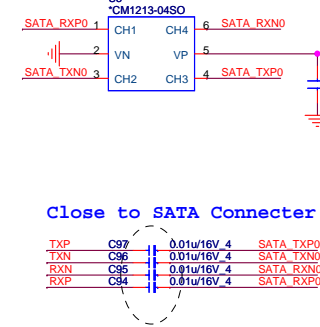 *CM1213-04SO
SATA_RXP0 1 CH1 CH4 6 SATA_RXN0
2 VN VP 5
SATA_TXN0 3 CH2 CH3 4 SATA_TXP0
Close to SATA Connecter
TXP C97 0.01u/16V_4 SATA_TXP0
TXN C96 0.01u/16V_4 SATA_TXN0
RXN C95 0.01u/16V_4 SATA_RXN0
RXP C94 0.01u/16V_4 SATA_RXP0